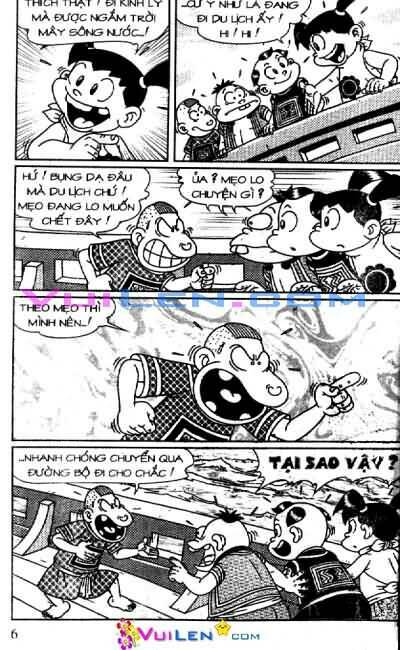 THÍCH THẬT! ĐI KINH LÝ
MÀ ĐƯỢC NGẮM TRỜI
MÂY SÔNG NƯỚC..!
..CỨ Y NHƯ LÀ ĐANG
ĐI DU LỊCH ẤY!
HI! HI!
HỨ! BỤNG DẠ ĐÂU
MÀ DU LỊCH CHỨ!
MẸO ĐANG LO MUỐN
CHẾT ĐÂY!
ỦA? MẸO LO
CHUYỆN GÌ?
VUILEN.COM
THEO MẸO THÌ
MÌNH NÊN..!
..NHANH CHÓNG CHUYỂN QUA
ĐƯỜNG BỘ ĐI CHO CHẮC!
TẠI SAO VẬY?
6
VUILEN.COM